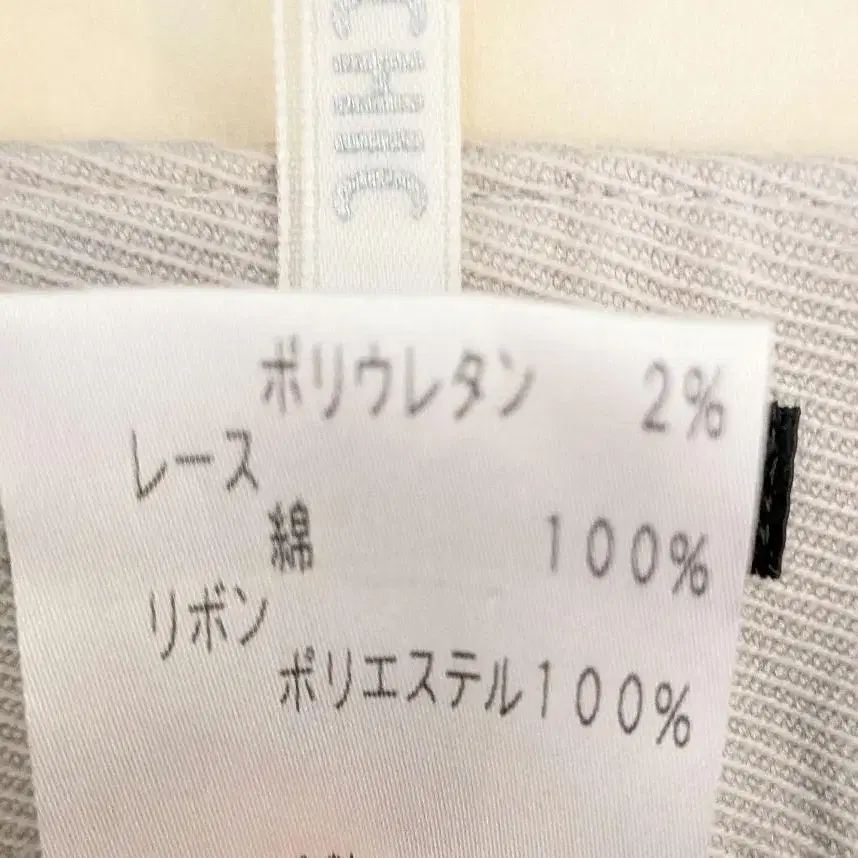 CHIC
ポリウレタン 2%
レース
綿 100%
リボン
ポリエステル100%